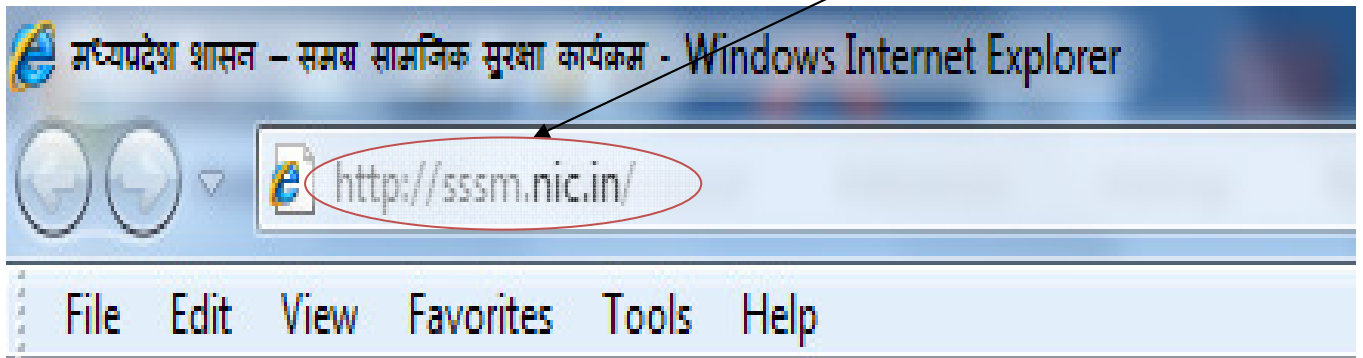 मध्यप्रदेश शासन – समग्र सामजिक सुरक्षा कार्यक्रम - Windows Internet Explorer
http://sssm.nic.in/
File Edit View Favorites Tools Help